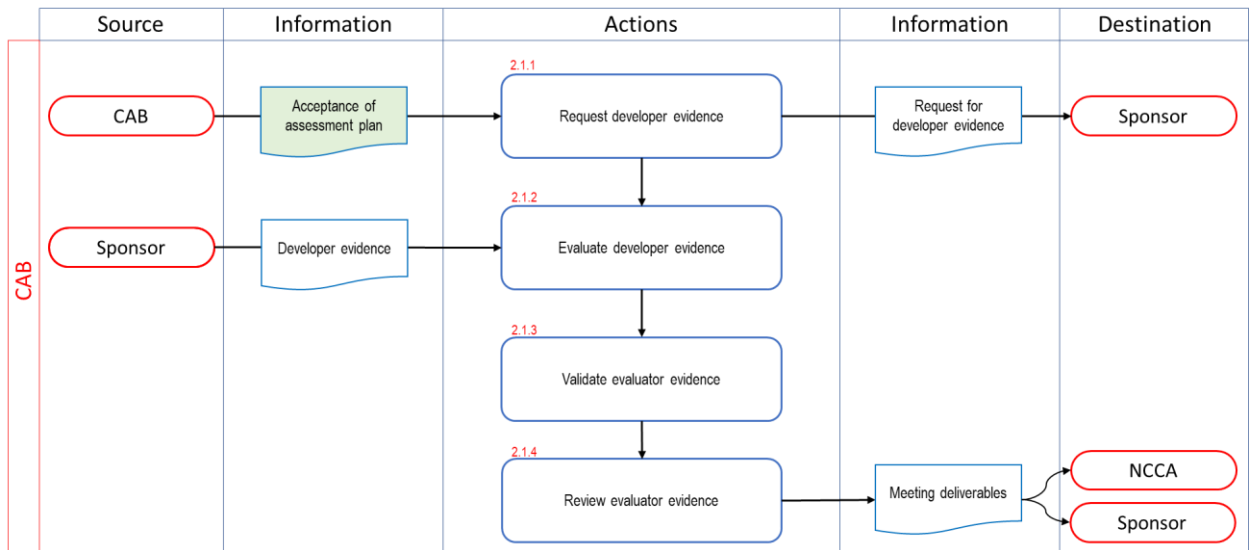 Source
Information
Actions
Information
Destination
CAB
2.1.1
CAB
Acceptance of
assessment plan
Request developer evidence
Request for
developer evidence
Sponsor
2.1.2
Sponsor
Developer evidence
Evaluate developer evidence
2.1.3
Validate evaluator evidence
2.1.4
Review evaluator evidence
Meeting deliverables
NCCA
Sponsor